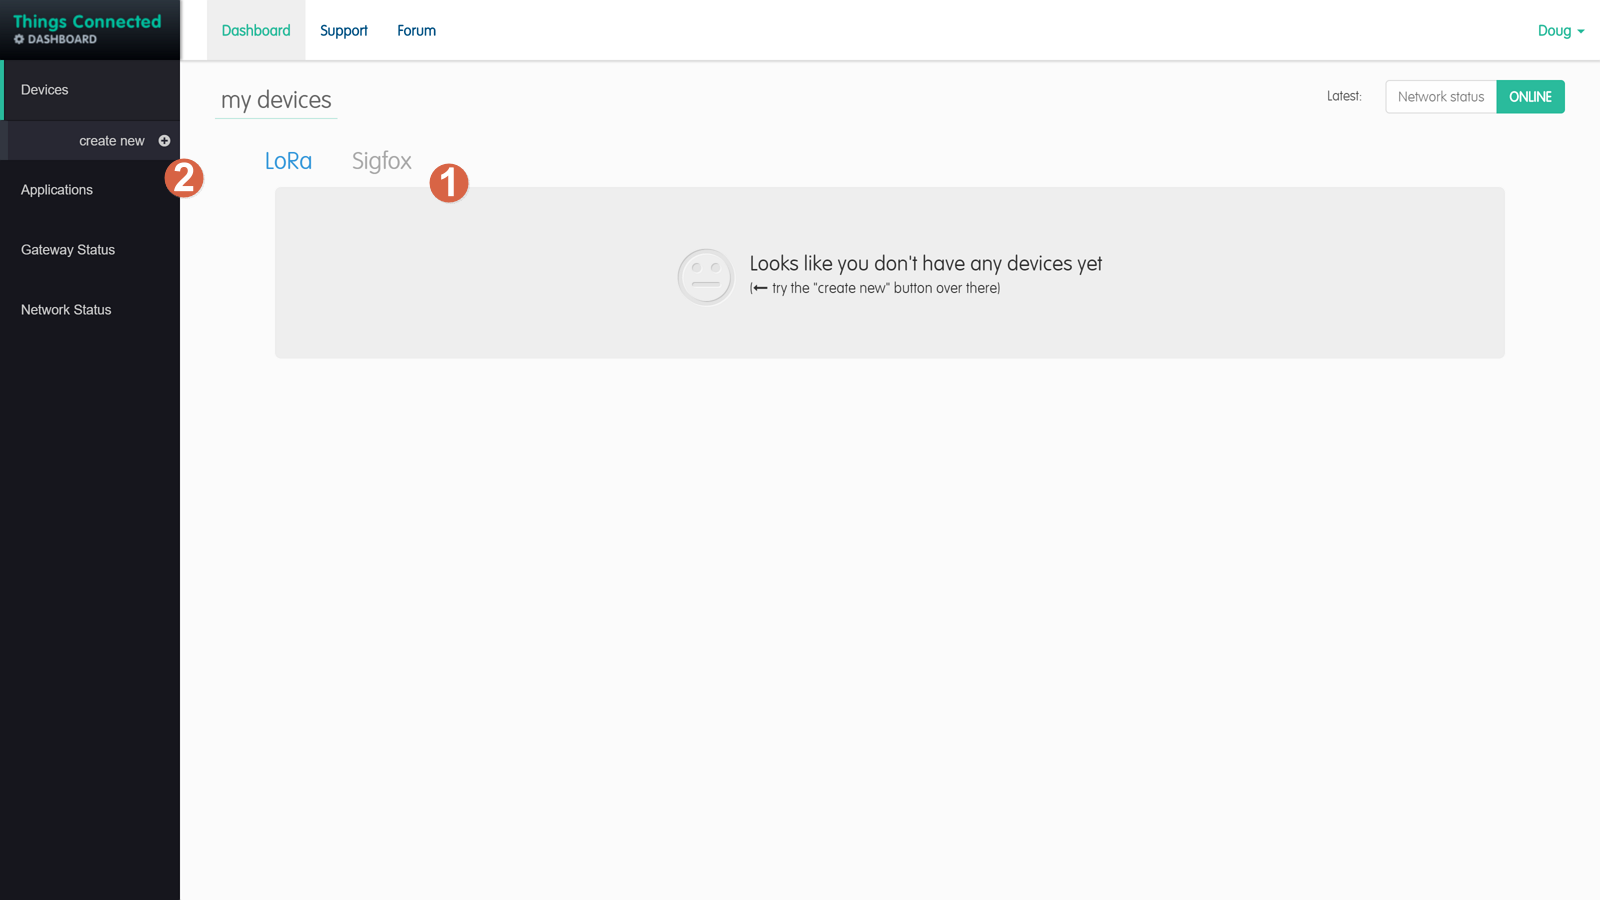 Things Connected
DASHBOARD
Dashboard Support Forum
Doug
Devices
create new
2
Applications
Gateway Status
Network Status
my devices
Latest: Network status ONLINE
LoRa Sigfox
1
Looks like you don't have any devices yet
(← try the "create new" button over there)